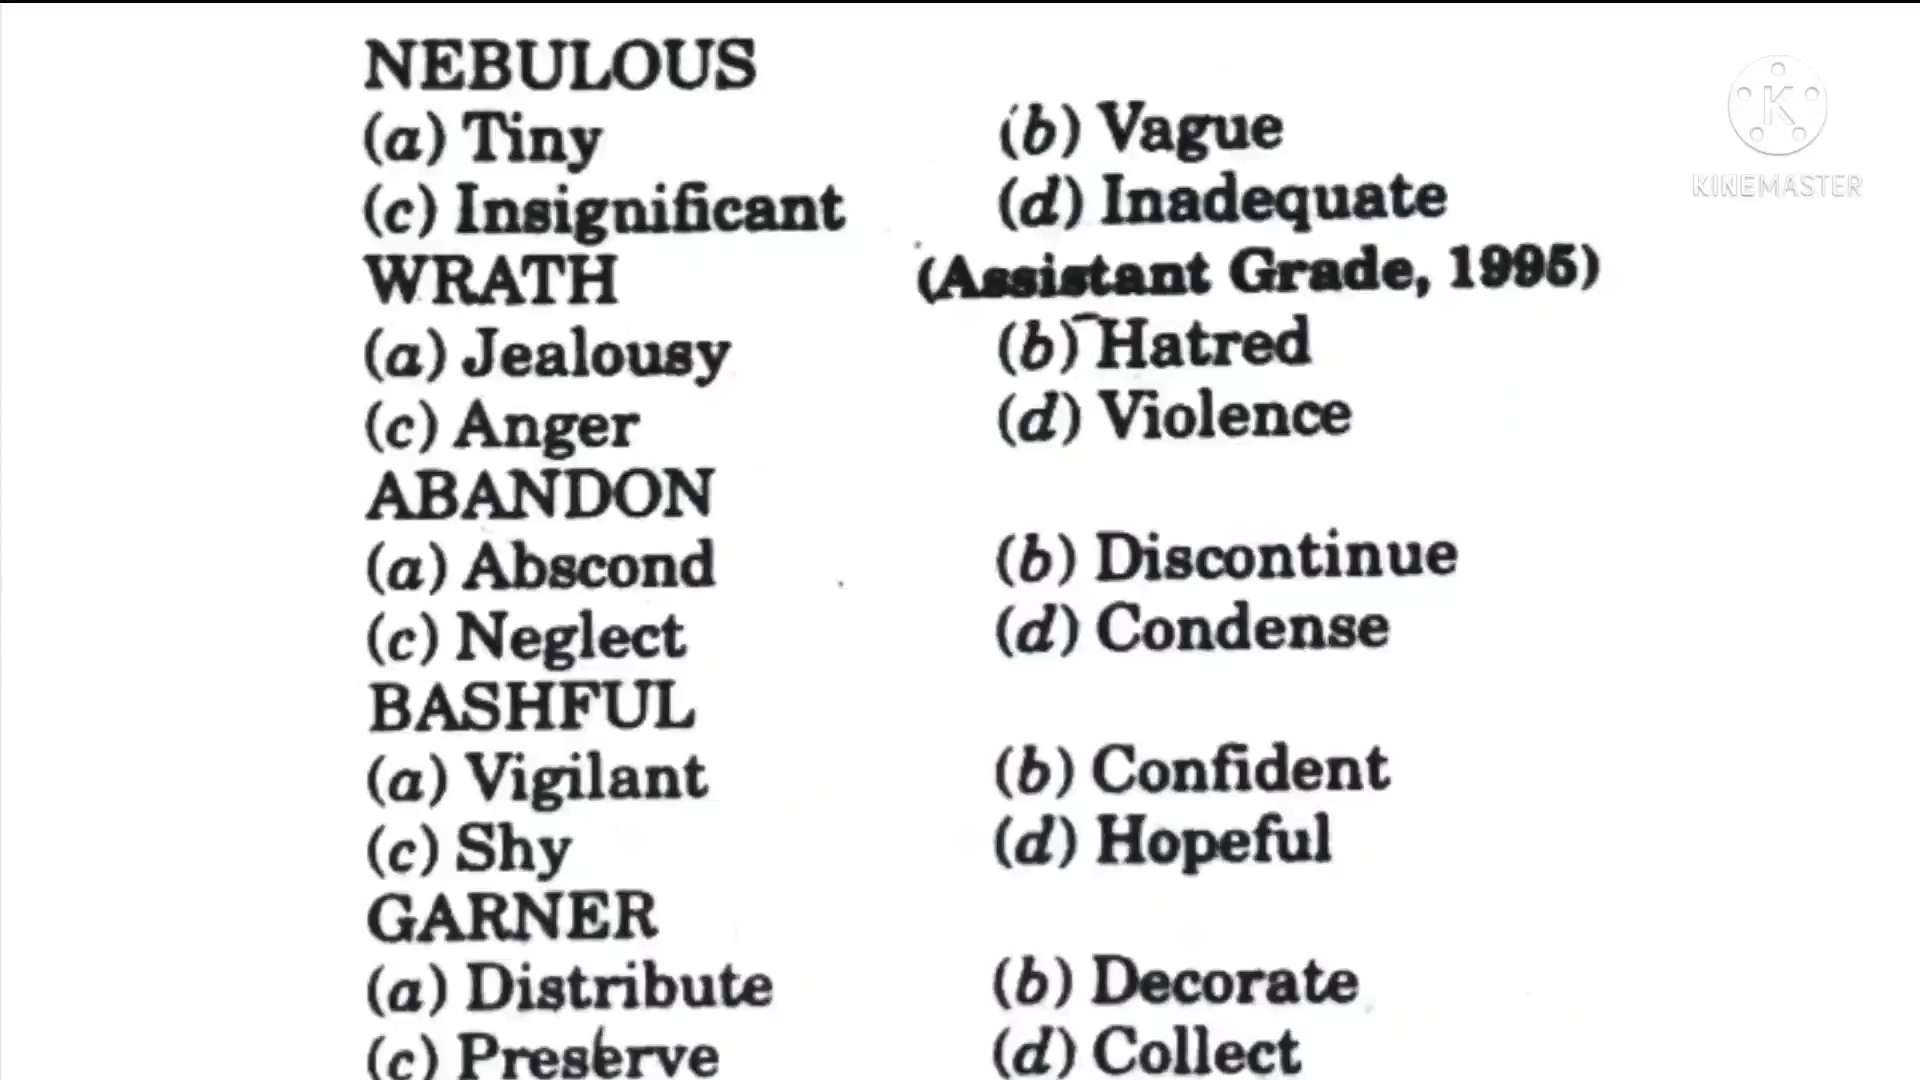 NEBULOUS
(a) Tiny (b) Vague
(c) Insignificant (d) Inadequate
WRATH (Assistant Grade, 1995)
(a) Jealousy (b) Hatred
(c) Anger (d) Violence
ABANDON
(a) Abscond (b) Discontinue
(c) Neglect (d) Condense
BASHFUL
(a) Vigilant (b) Confident
(c) Shy (d) Hopeful
GARNER
(a) Distribute (b) Decorate
(c) Preserve (d) Collect
K
KINEMASTER